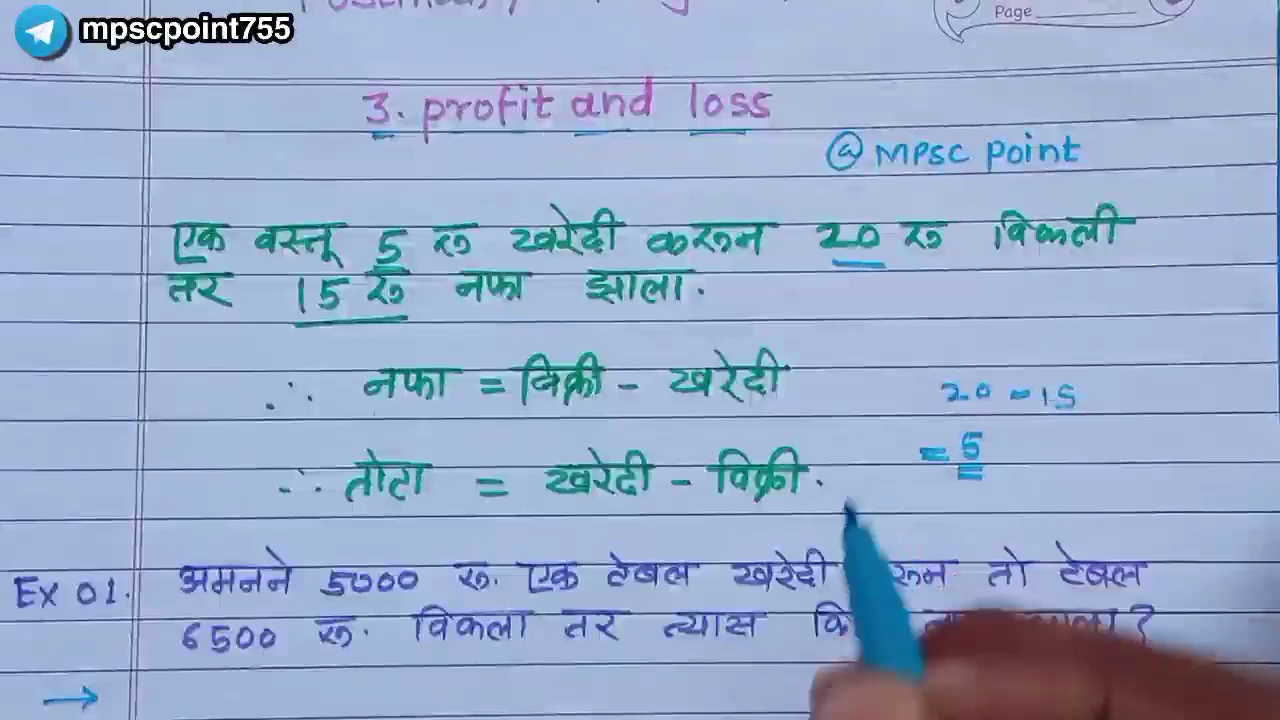 mpscpoint755
Page
3. profit and loss
@ MPSC point
एक वस्तू 5 रु खरेदी करून 20 रु विकली
तर 15 रु नफा झाला.
∴ नफा = विक्री - खरेदी
20 - 15
= 5
∴ तोटा = खरेदी - विक्री.
Ex 01. अमनने 5000 रु. एक टेबल खरेदी रून तो टेबल
6500 रु. विकला तर त्यास ?
→